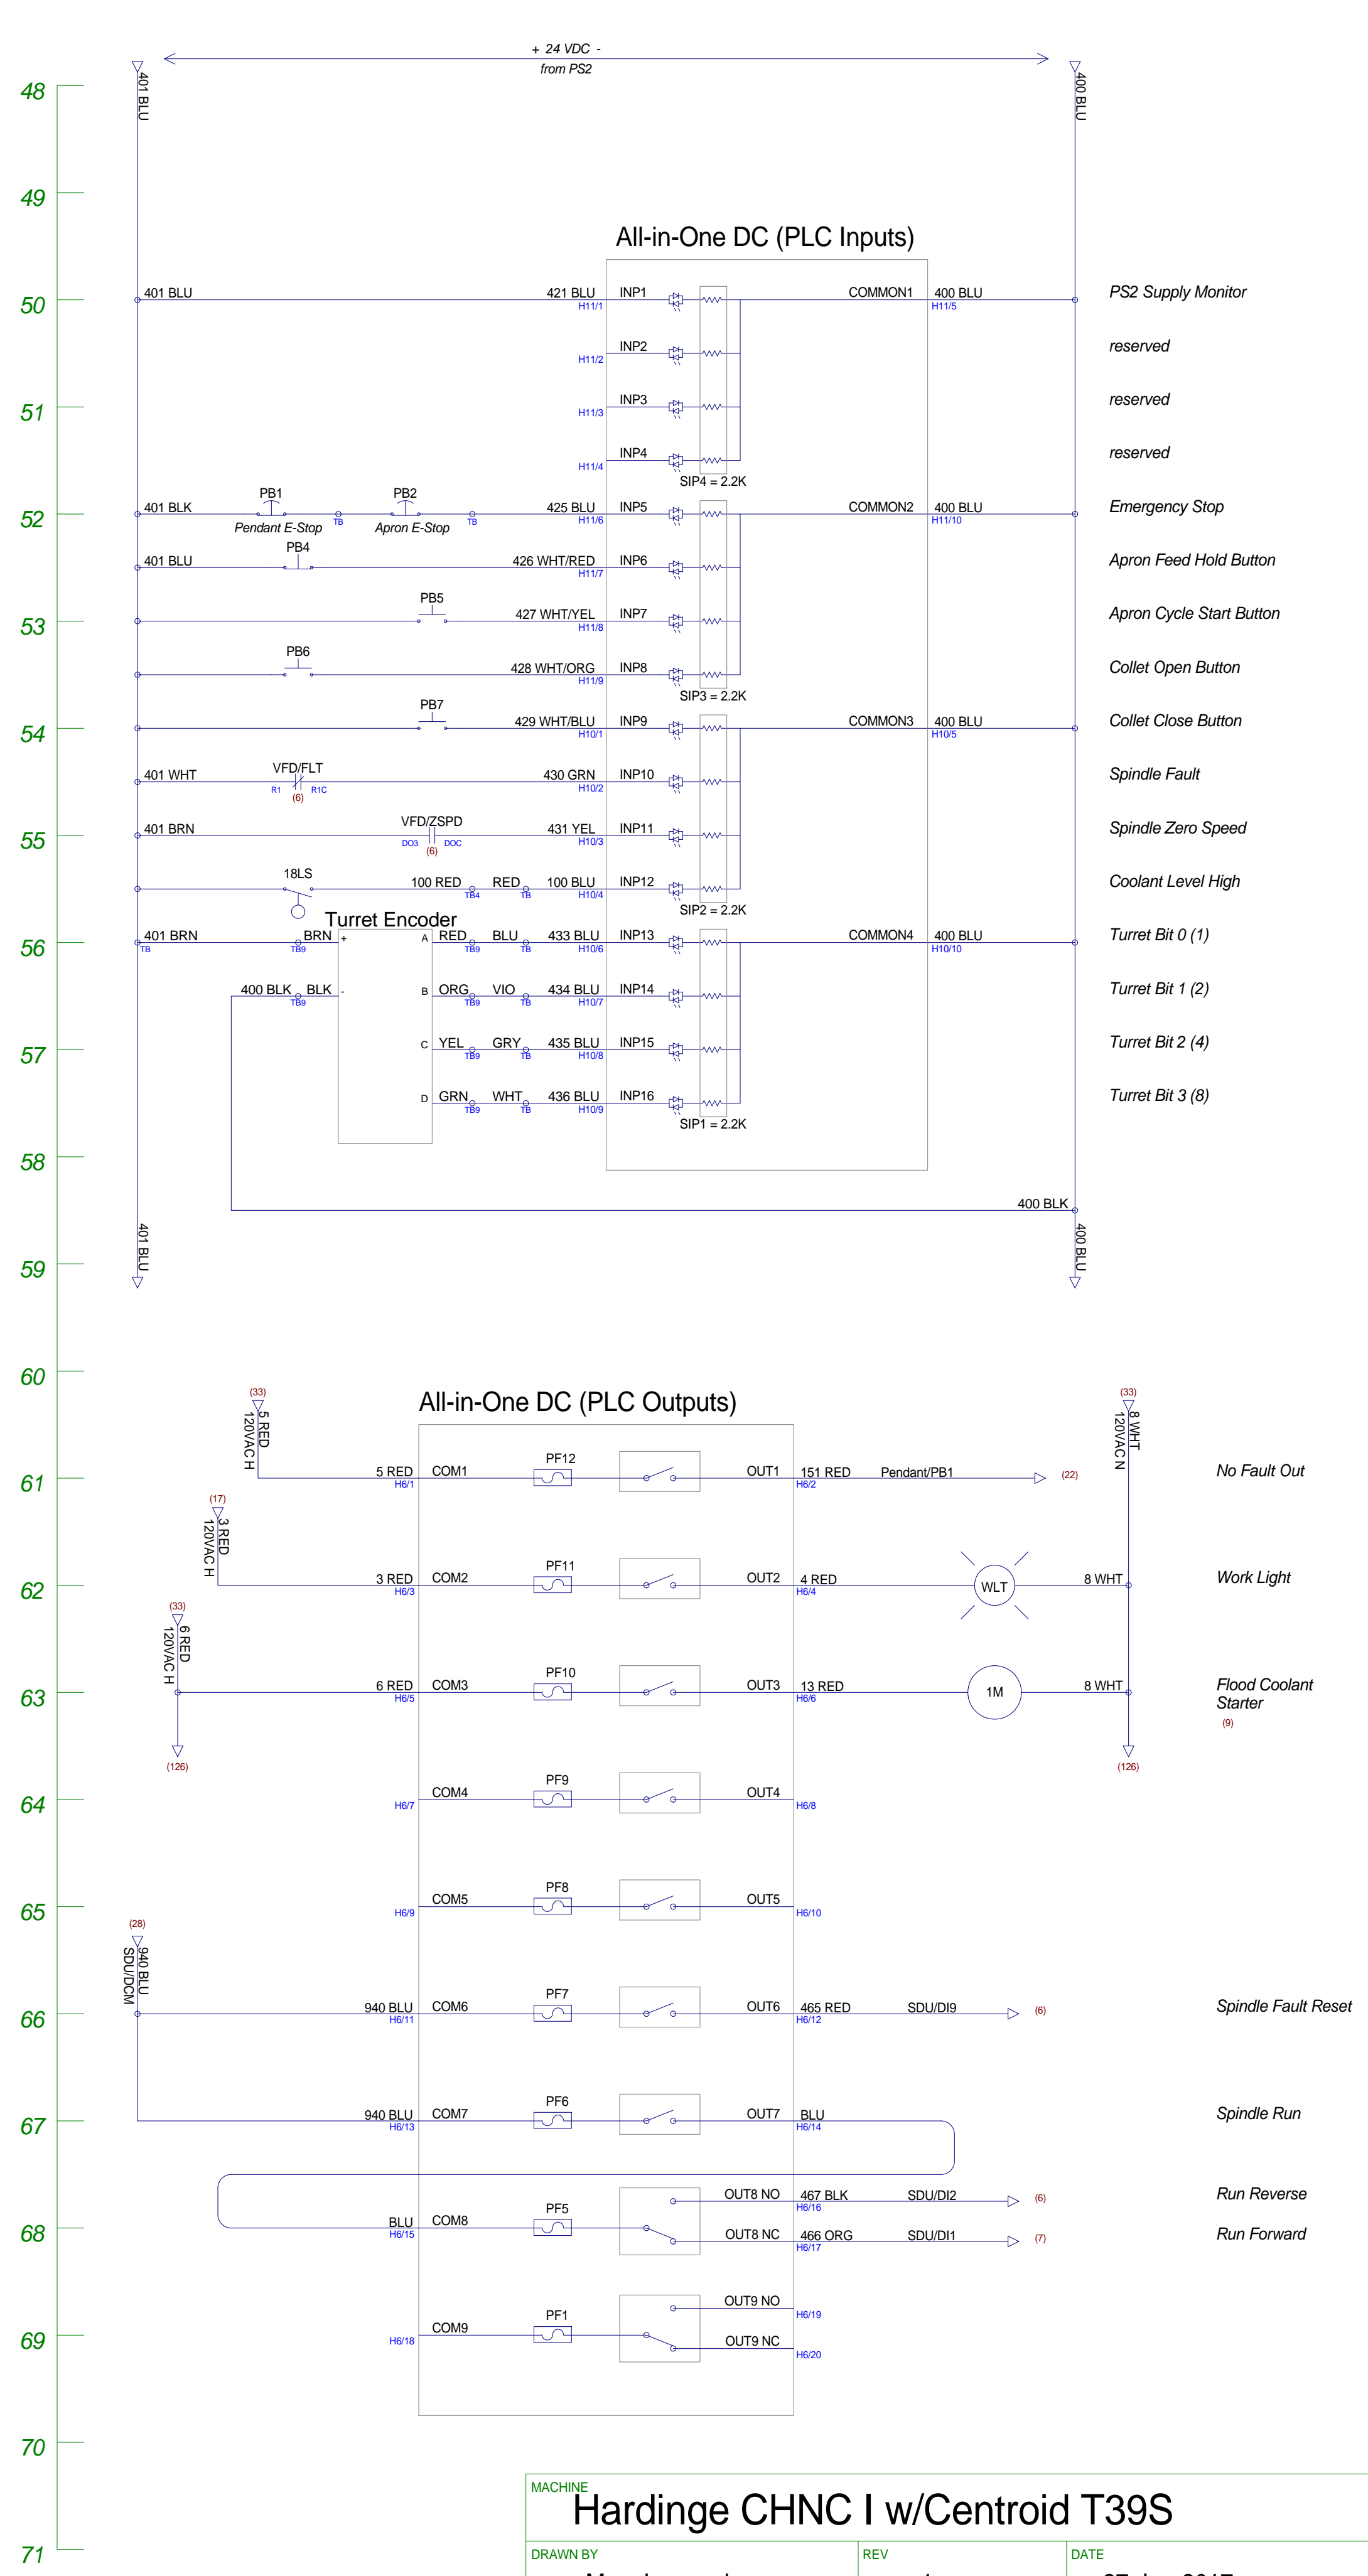 + 24 VDC -
from PS2
401 BLU
400 BLU
48
49
All-in-One DC (PLC Inputs)
50
401 BLU 421 BLU INP1 COMMON1 400 BLU PS2 Supply Monitor
H11/1 H11/5
INP2 reserved
H11/2
51
INP3 reserved
H11/3
INP4 reserved
H11/4
SIP4 = 2.2K
PB1 PB2
52
401 BLK 425 BLU INP5 COMMON2 400 BLU Emergency Stop
TB TB H11/6 H11/10
Pendant E-Stop Apron E-Stop
PB4
401 BLU 426 WHT/RED INP6 Apron Feed Hold Button
H11/7
PB5
53
427 WHT/YEL INP7 Apron Cycle Start Button
H11/8
PB6
428 WHT/ORG INP8 Collet Open Button
H11/9
SIP3 = 2.2K
PB7
54
429 WHT/BLU INP9 COMMON3 400 BLU Collet Close Button
H10/1 H10/5
VFD/FLT
401 WHT 430 GRN INP10 Spindle Fault
R1 R1C H10/2
(6)
VFD/ZSPD
55
401 BRN 431 YEL INP11 Spindle Zero Speed
DO3 DOC H10/3
(6)
18LS
100 RED RED 100 BLU INP12 Coolant Level High
TB4 TB H10/4
SIP2 = 2.2K
Turret Encoder
56
401 BRN BRN + A RED BLU 433 BLU INP13 COMMON4 400 BLU Turret Bit 0 (1)
TB TB9 TB9 TB H10/6 H10/10
400 BLK BLK - B ORG VIO 434 BLU INP14 Turret Bit 1 (2)
TB9 TB9 TB H10/7
57
C YEL GRY 435 BLU INP15 Turret Bit 2 (4)
TB9 TB H10/8
D GRN WHT 436 BLU INP16 Turret Bit 3 (8)
TB9 TB H10/9
SIP1 = 2.2K
58
400 BLK
401 BLU
400 BLU
59
60
(33)
All-in-One DC (PLC Outputs)
(33)
5 RED
120VAC H
8 WHT
120VAC N
61
5 RED COM1 PF12 OUT1 151 RED Pendant/PB1 (22) No Fault Out
H6/1 H6/2
(17)
3 RED
120VAC H
62
3 RED COM2 PF11 OUT2 4 RED WLT 8 WHT Work Light
H6/3 H6/4
(33)
6 RED
120VAC H
63
6 RED COM3 PF10 OUT3 13 RED 1M 8 WHT Flood Coolant
Starter
H6/5 H6/6
(9)
(126)
(126)
64
COM4 PF9 OUT4
H6/7 H6/8
65
COM5 PF8 OUT5
H6/9 H6/10
(28)
940 BLU
SDU/DCM
66
940 BLU COM6 PF7 OUT6 465 RED SDU/DI9 (6) Spindle Fault Reset
H6/11 H6/12
67
940 BLU COM7 PF6 OUT7 BLU Spindle Run
H6/13 H6/14
OUT8 NO 467 BLK SDU/DI2 (6) Run Reverse
H6/16
68
BLU COM8 PF5 OUT8 NC 466 ORG SDU/DI1 (7) Run Forward
H6/15 H6/17
OUT9 NO
H6/19
69
COM9 PF1 OUT9 NC
H6/18 H6/20
70
MACHINE
Hardinge CHNC I w/Centroid T39S
71
DRAWN BY REV DATE